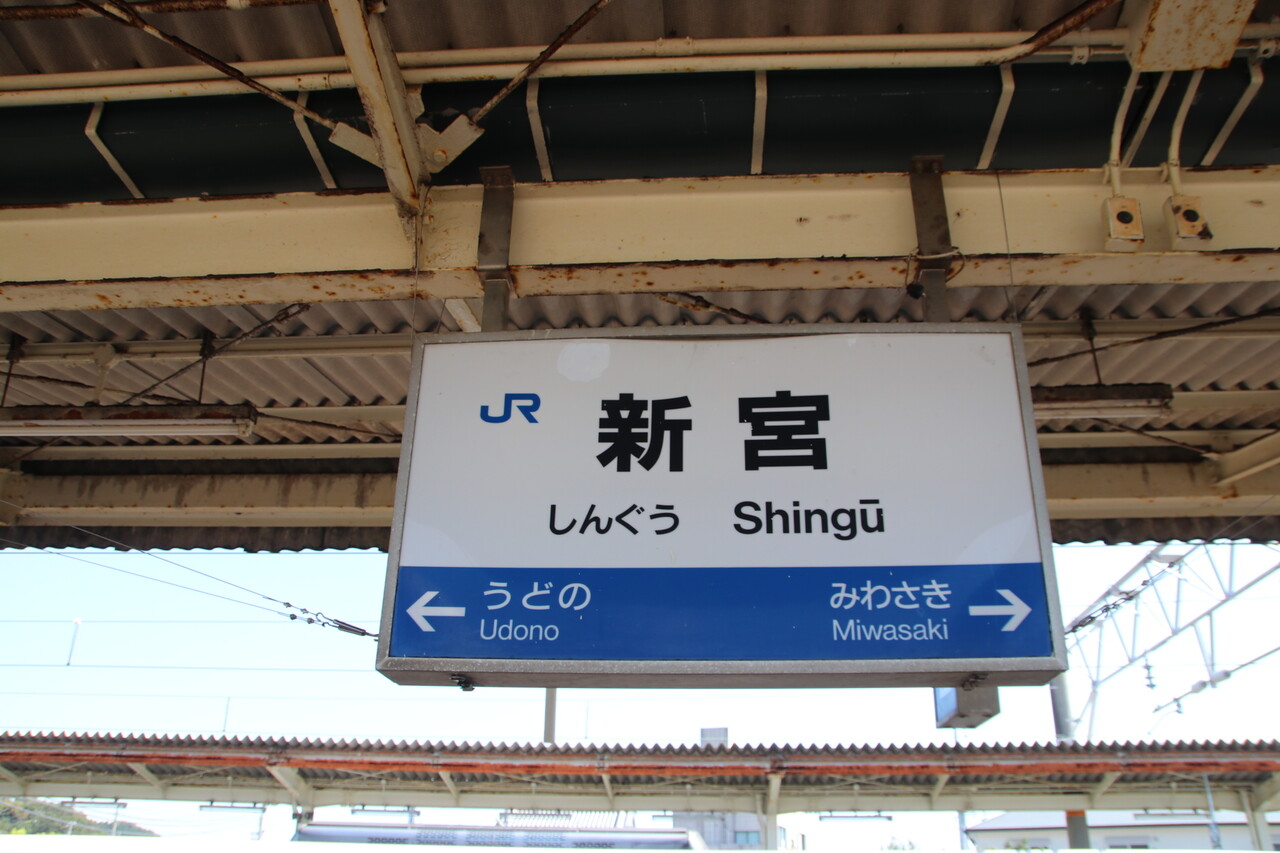 JR 新宮
しんぐう Shingū
← うどの みわさき →
Udono Miwasaki